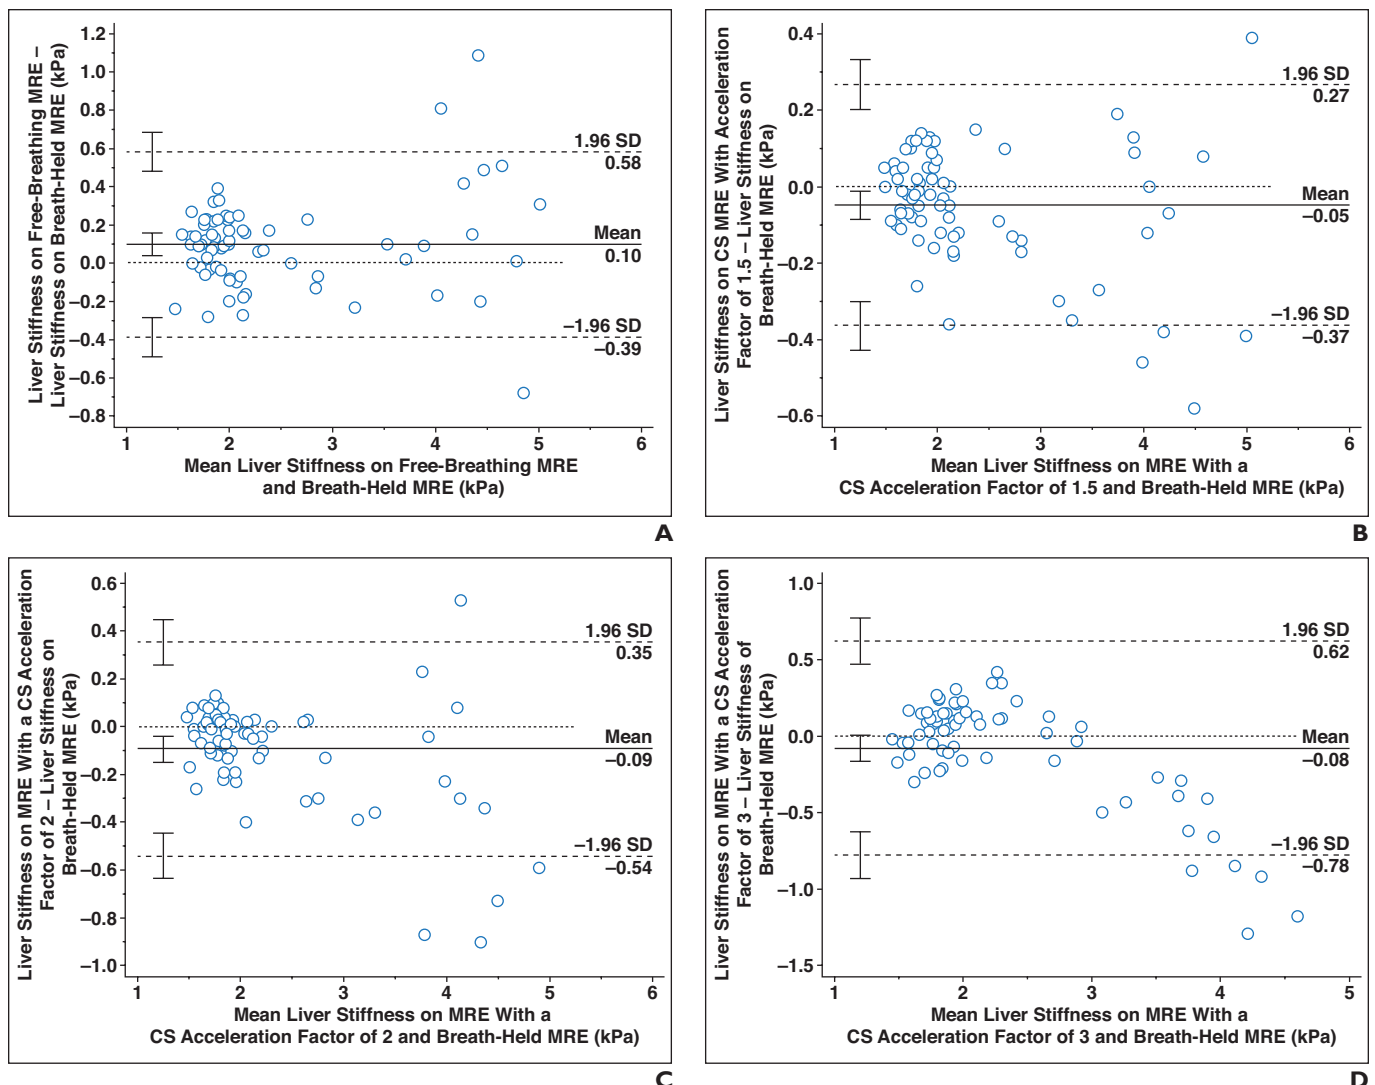 Liver Stiffness on Free-Breathing MRE –
Liver Stiffness on Breath-Held MRE (kPa)
1.2
1.0
0.8
0.6
0.4
0.2
0.0
–0.2
–0.4
–0.6
–0.8
1.96 SD
0.58
Mean
0.10
–1.96 SD
–0.39
1 2 3 4 5 6
Mean Liver Stiffness on Free-Breathing MRE
and Breath-Held MRE (kPa)
A
Liver Stiffness on CS MRE With Acceleration
Factor of 1.5 – Liver Stiffness on
Breath-Held MRE (kPa)
0.4
0.2
0.0
–0.2
–0.4
–0.6
1.96 SD
0.27
Mean
–0.05
–1.96 SD
–0.37
1 2 3 4 5 6
Mean Liver Stiffness on MRE With a
CS Acceleration Factor of 1.5 and Breath-Held MRE (kPa)
B
Liver Stiffness on MRE With a CS Acceleration
Factor of 2 – Liver Stiffness on
Breath-Held MRE (kPa)
0.6
0.4
0.2
0.0
–0.2
–0.4
–0.6
–0.8
–1.0
1.96 SD
0.35
Mean
–0.09
–1.96 SD
–0.54
1 2 3 4 5 6
Mean Liver Stiffness on MRE With a
CS Acceleration Factor of 2 and Breath-Held MRE (kPa)
C
Liver Stiffness on MRE With a CS Acceleration
Factor of 3 – Liver Stiffness of
Breath-Held MRE (kPa)
1.0
0.5
0.0
–0.5
–1.0
–1.5
1.96 SD
0.62
Mean
–0.08
–1.96 SD
–0.78
1 2 3 4 5
Mean Liver Stiffness on MRE With a
CS Acceleration Factor of 3 and Breath-Held MRE (kPa)
D